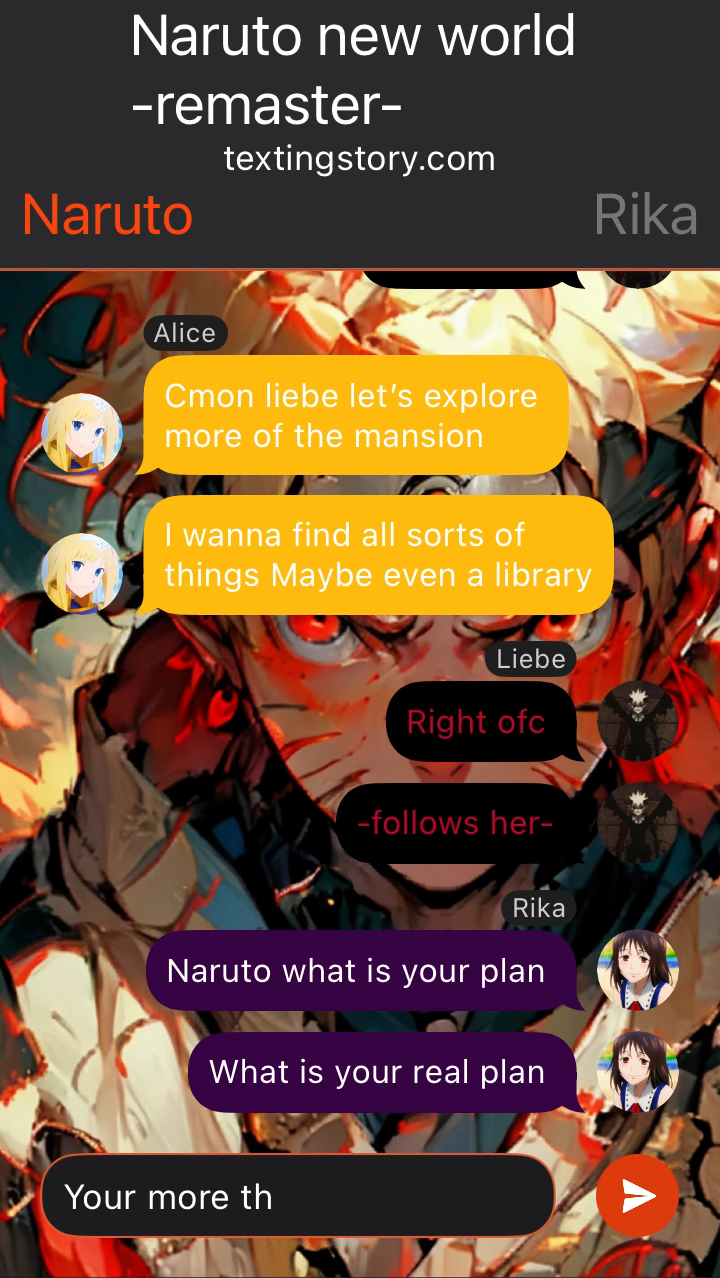 Naruto new world
-remaster-
textingstory.com
Naruto
Rika
Alice
Cmon liebe let’s explore
more of the mansion
I wanna find all sorts of
things Maybe even a library
Liebe
Right ofc
-follows her-
Rika
Naruto what is your plan
What is your real plan
Your more th